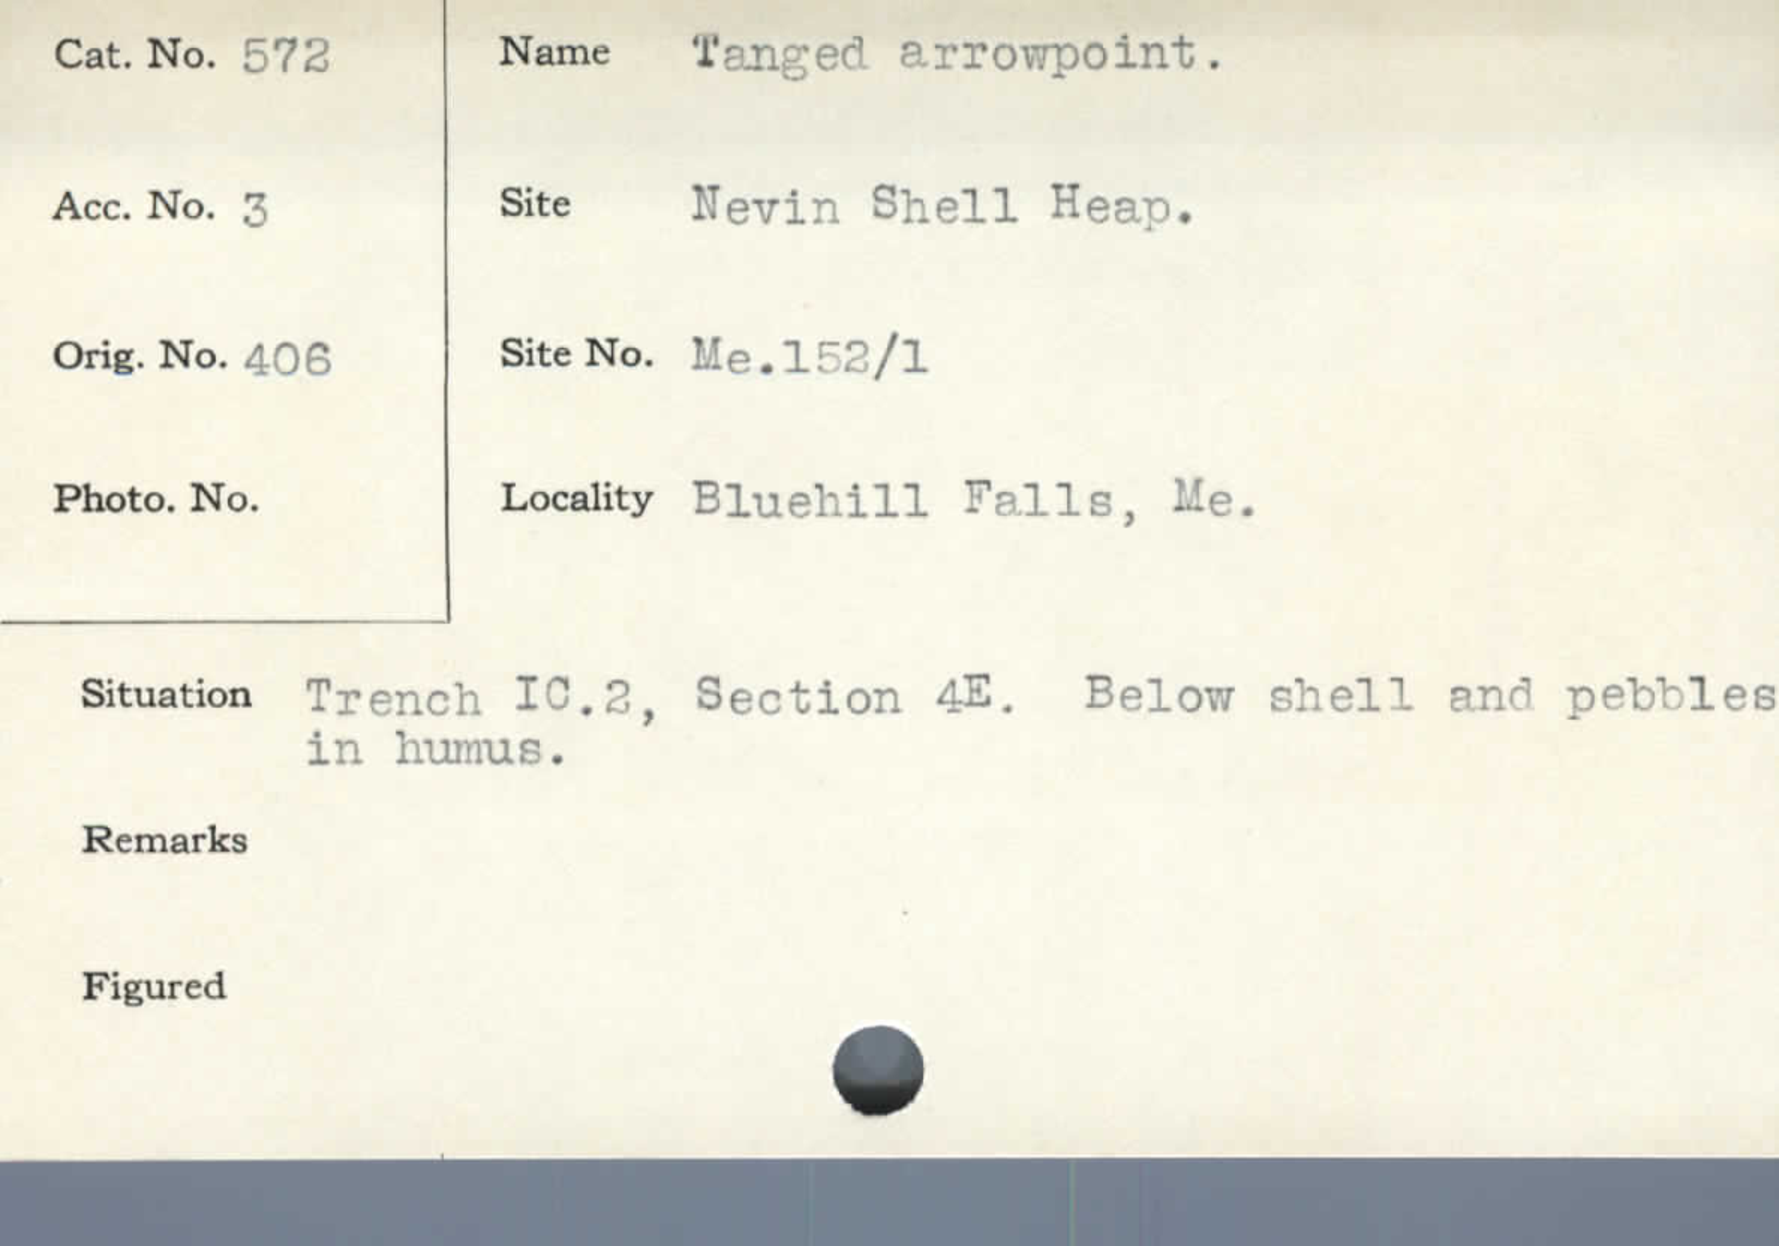 Cat. No. 572
Name Tanged arrowpoint.
Acc. No. 3
Site Nevin Shell Heap.
Orig. No. 406
Site No. Me.152/1
Photo. No.
Locality Bluehill Falls, Me.
Situation Trench IC.2, Section 4E. Below shell and pebbles
in humus.
Remarks
Figured